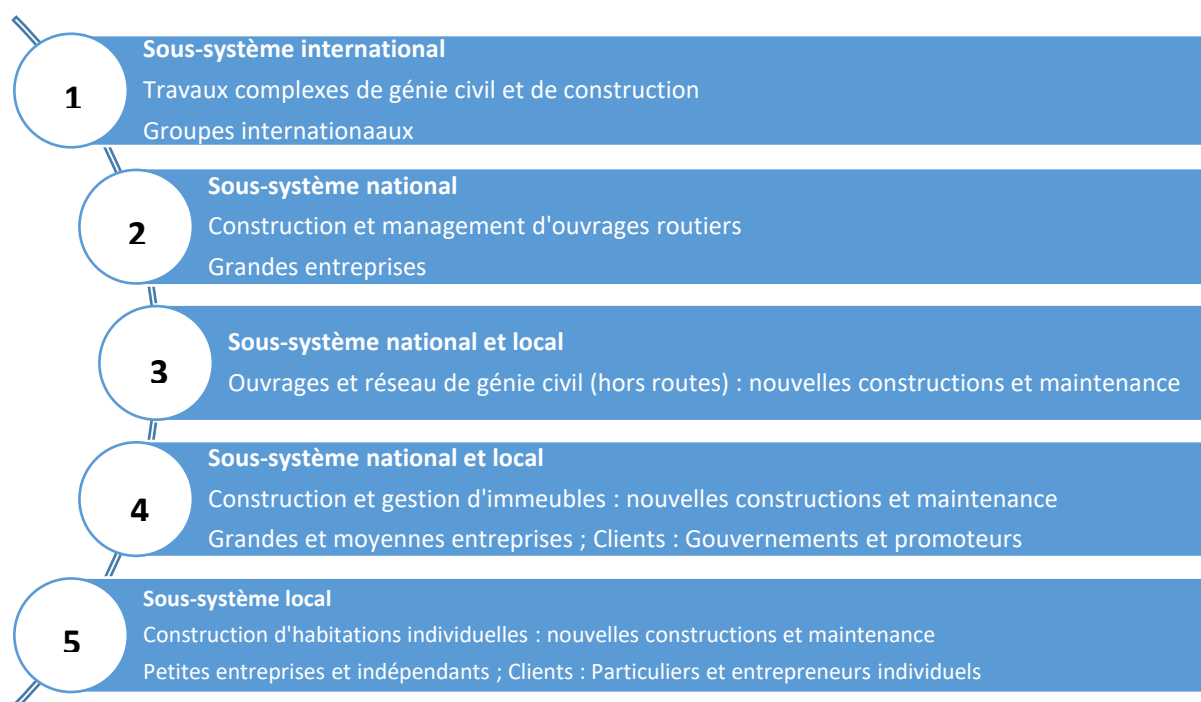 1
Sous-système international
Travaux complexes de génie civil et de construction
Groupes internationaaux
2
Sous-système national
Construction et management d'ouvrages routiers
Grandes entreprises
3
Sous-système national et local
Ouvrages et réseau de génie civil (hors routes) : nouvelles constructions et maintenance
4
Sous-système national et local
Construction et gestion d'immeubles : nouvelles constructions et maintenance
Grandes et moyennes entreprises ; Clients : Gouvernements et promoteurs
5
Sous-système local
Construction d'habitations individuelles : nouvelles constructions et maintenance
Petites entreprises et indépendants ; Clients : Particuliers et entrepreneurs individuels